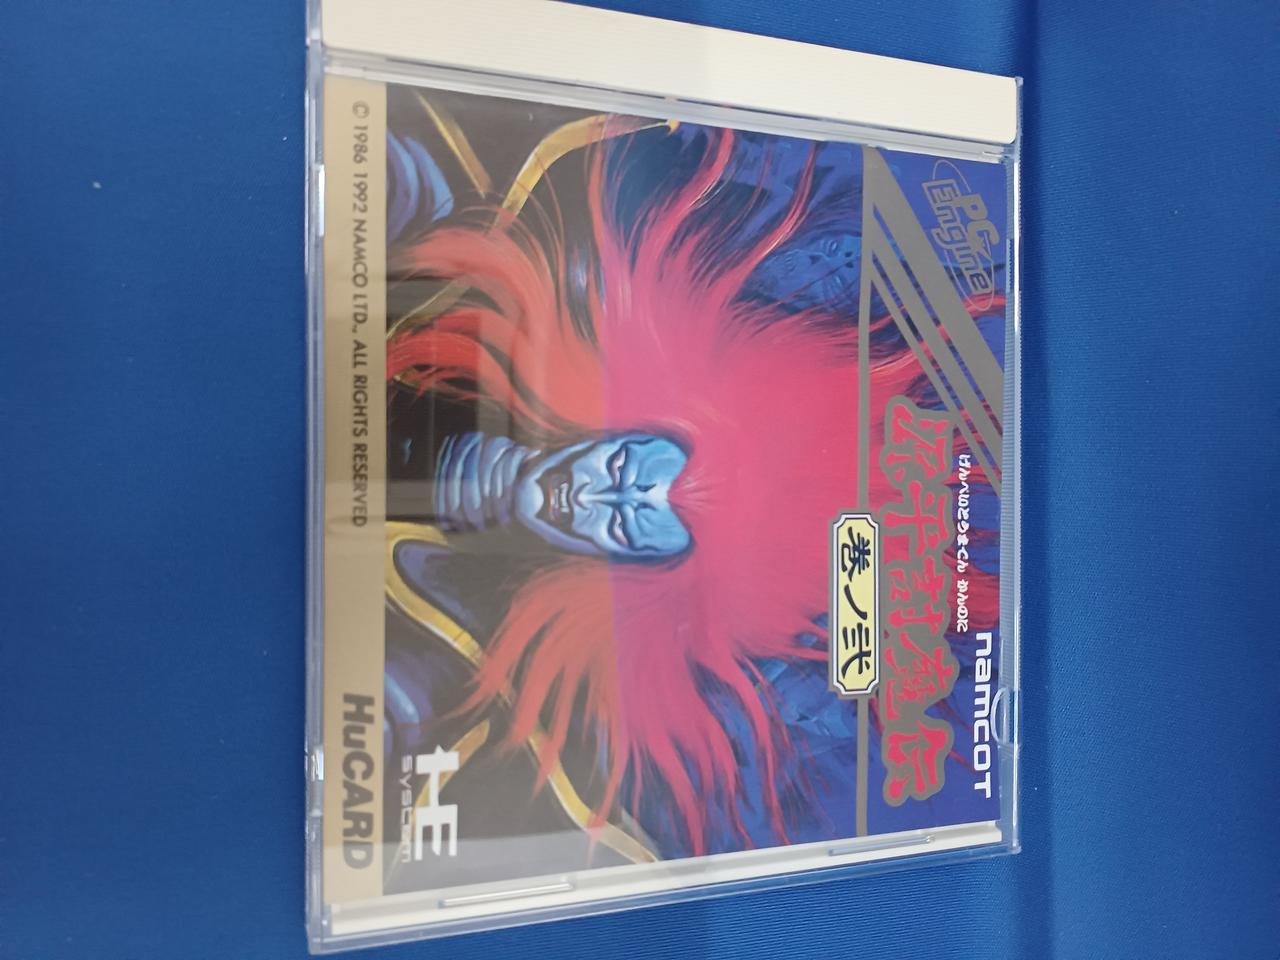 PC Engine
namcot
げんぺいとうまでん かんのに
源平討魔伝
巻ノ弐
HE
SYSTEM
© 1986 1992 NAMCO LTD., ALL RIGHTS RESERVED
HuCARD